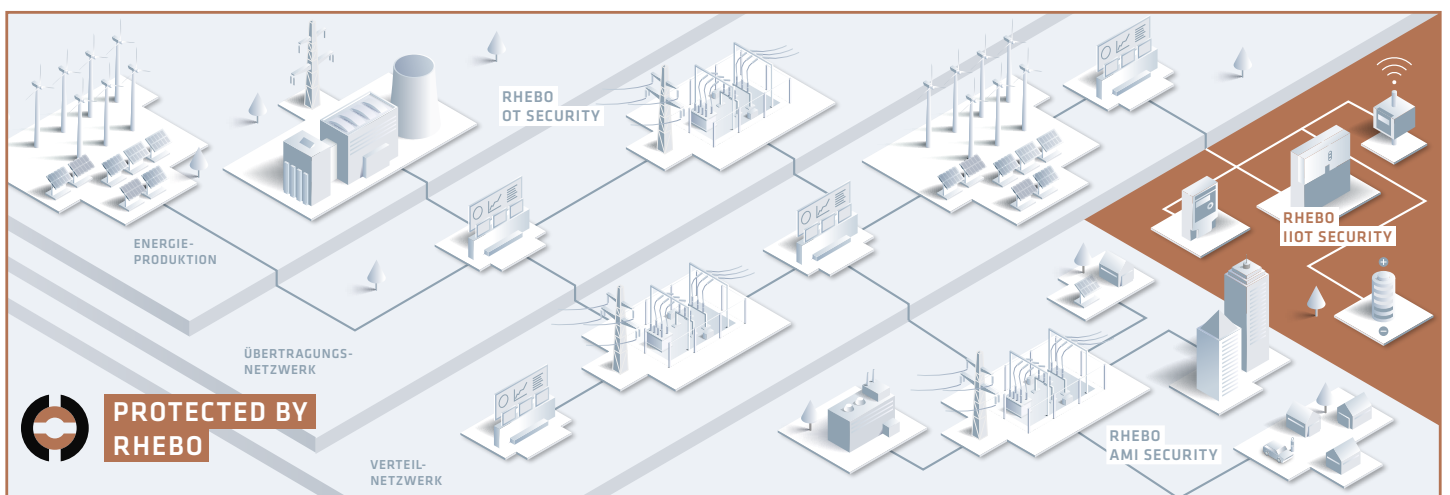 RHEBO
OT SECURITY
RHEBO
IIOT SECURITY
ENERGIE-
PRODUKTION
ÜBERTRAGUNGS-
NETZWERK
PROTECTED BY
RHEBO
RHEBO
AMI SECURITY
VERTEIL-
NETZWERK